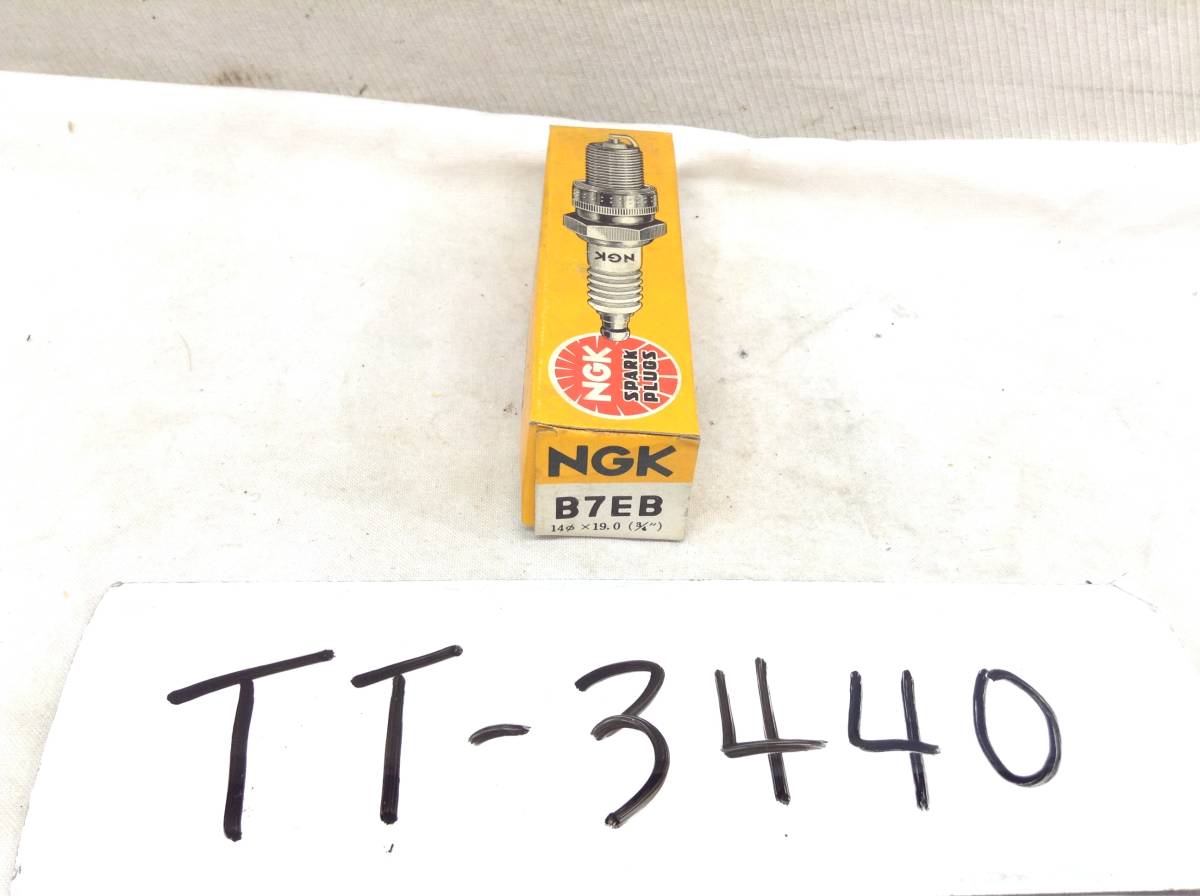 NGK
NGK
SPARK
PLUGS
NGK
B7EB
14φ×19.0 (3/4")
TT-3440